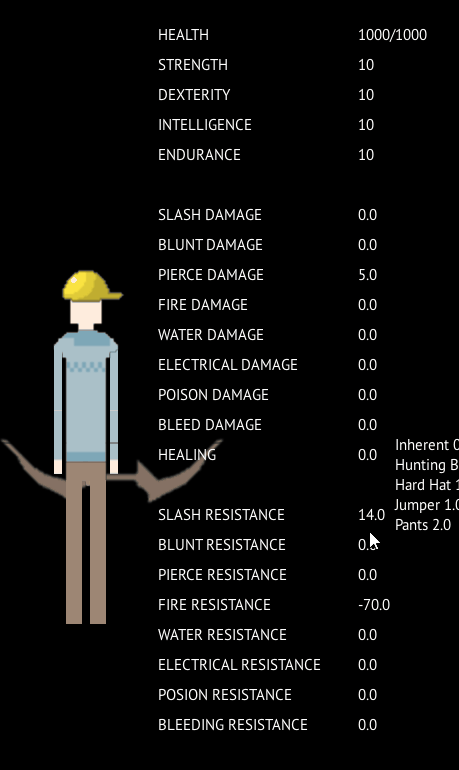 HEALTH 1000/1000
STRENGTH 10
DEXTERITY 10
INTELLIGENCE 10
ENDURANCE 10
SLASH DAMAGE 0.0
BLUNT DAMAGE 0.0
PIERCE DAMAGE 5.0
FIRE DAMAGE 0.0
WATER DAMAGE 0.0
ELECTRICAL DAMAGE 0.0
POISON DAMAGE 0.0
BLEED DAMAGE 0.0
HEALING 0.0
SLASH RESISTANCE 14.0
BLUNT RESISTANCE 0.
PIERCE RESISTANCE 0.0
FIRE RESISTANCE -70.0
WATER RESISTANCE 0.0
ELECTRICAL RESISTANCE 0.0
POSION RESISTANCE 0.0
BLEEDING RESISTANCE 0.0
Inherent 0
Hunting B
Hard Hat 1
Jumper 1.0
Pants 2.0